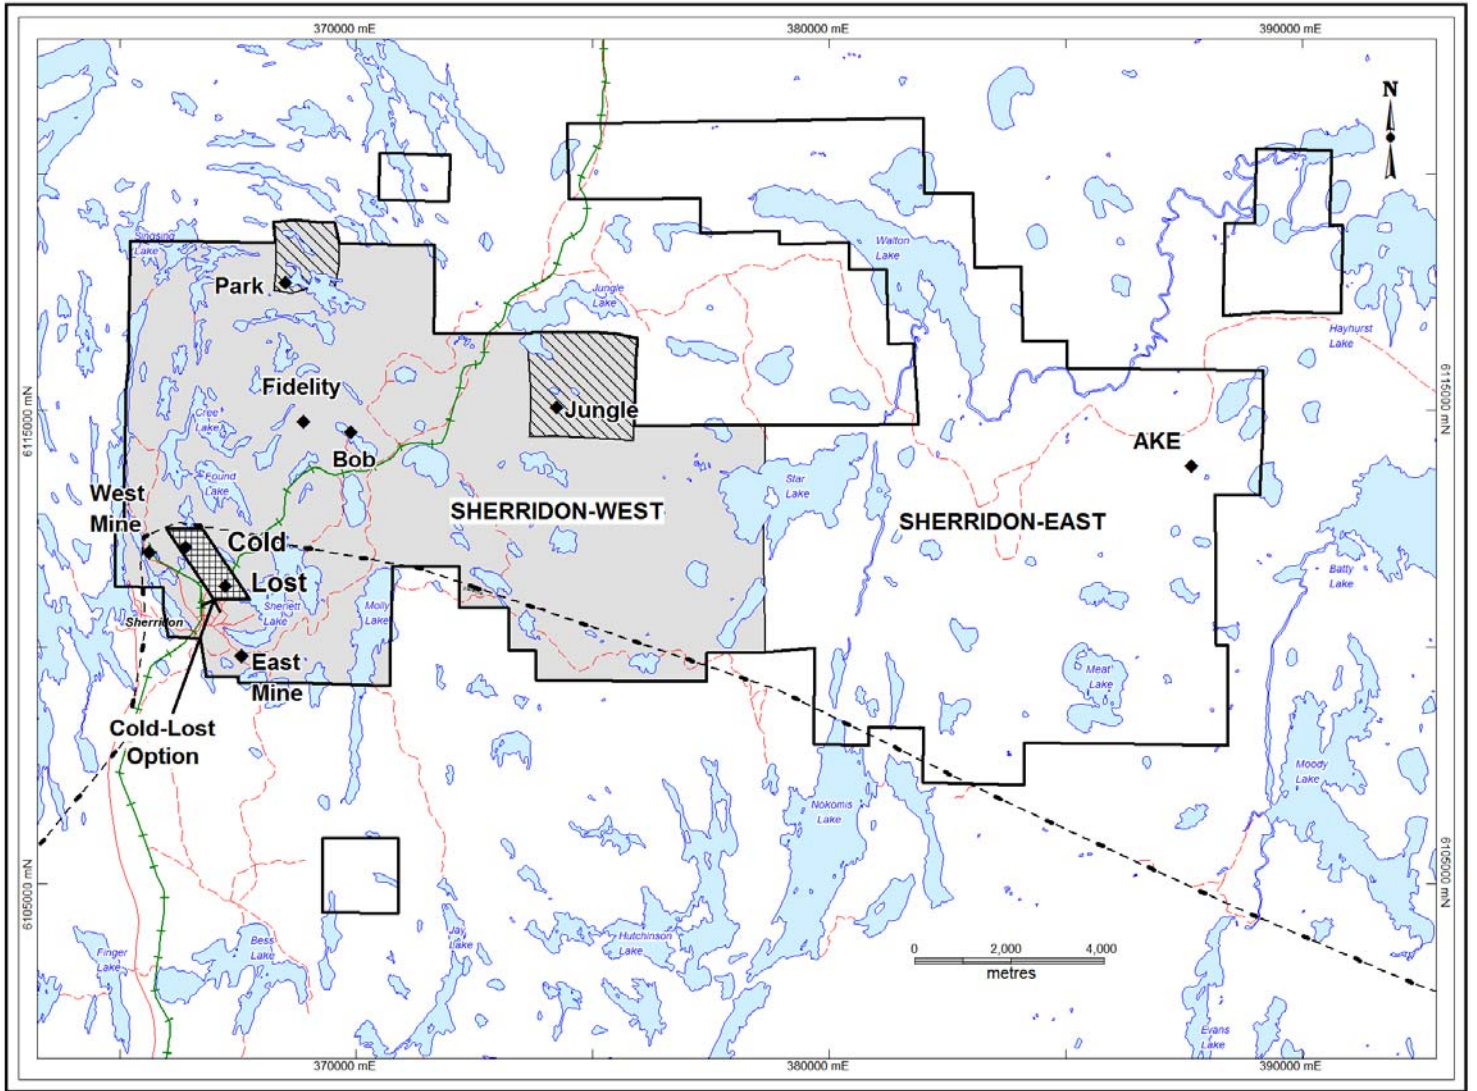 370000 mE
380000 mE
390000 mE
N
Singsing
Lake
Walton
Lake
Park
Jungle
Lake
Hayhurst
Lake
Fidelity
Jungle
Cree
Lake
6115000 mN
6115000 mN
Bob
AKE
Found
Lake
Star
Lake
West
Mine
SHERRIDON-WEST
SHERRIDON-EAST
Cold
Batty
Lake
Lost
Sherlett
Lake
Molly
Lake
Sherridon
East
Mine
Meat
Lake
Cold-Lost
Option
Moody
Lake
Nokomis
Lake
6105000 mN
6105000 mN
Finger
Lake
Bess
Lake
Jay
Lake
Hutchinson
Lake
0 2,000 4,000
metres
Evans
Lake
370000 mE
380000 mE
390000 mE